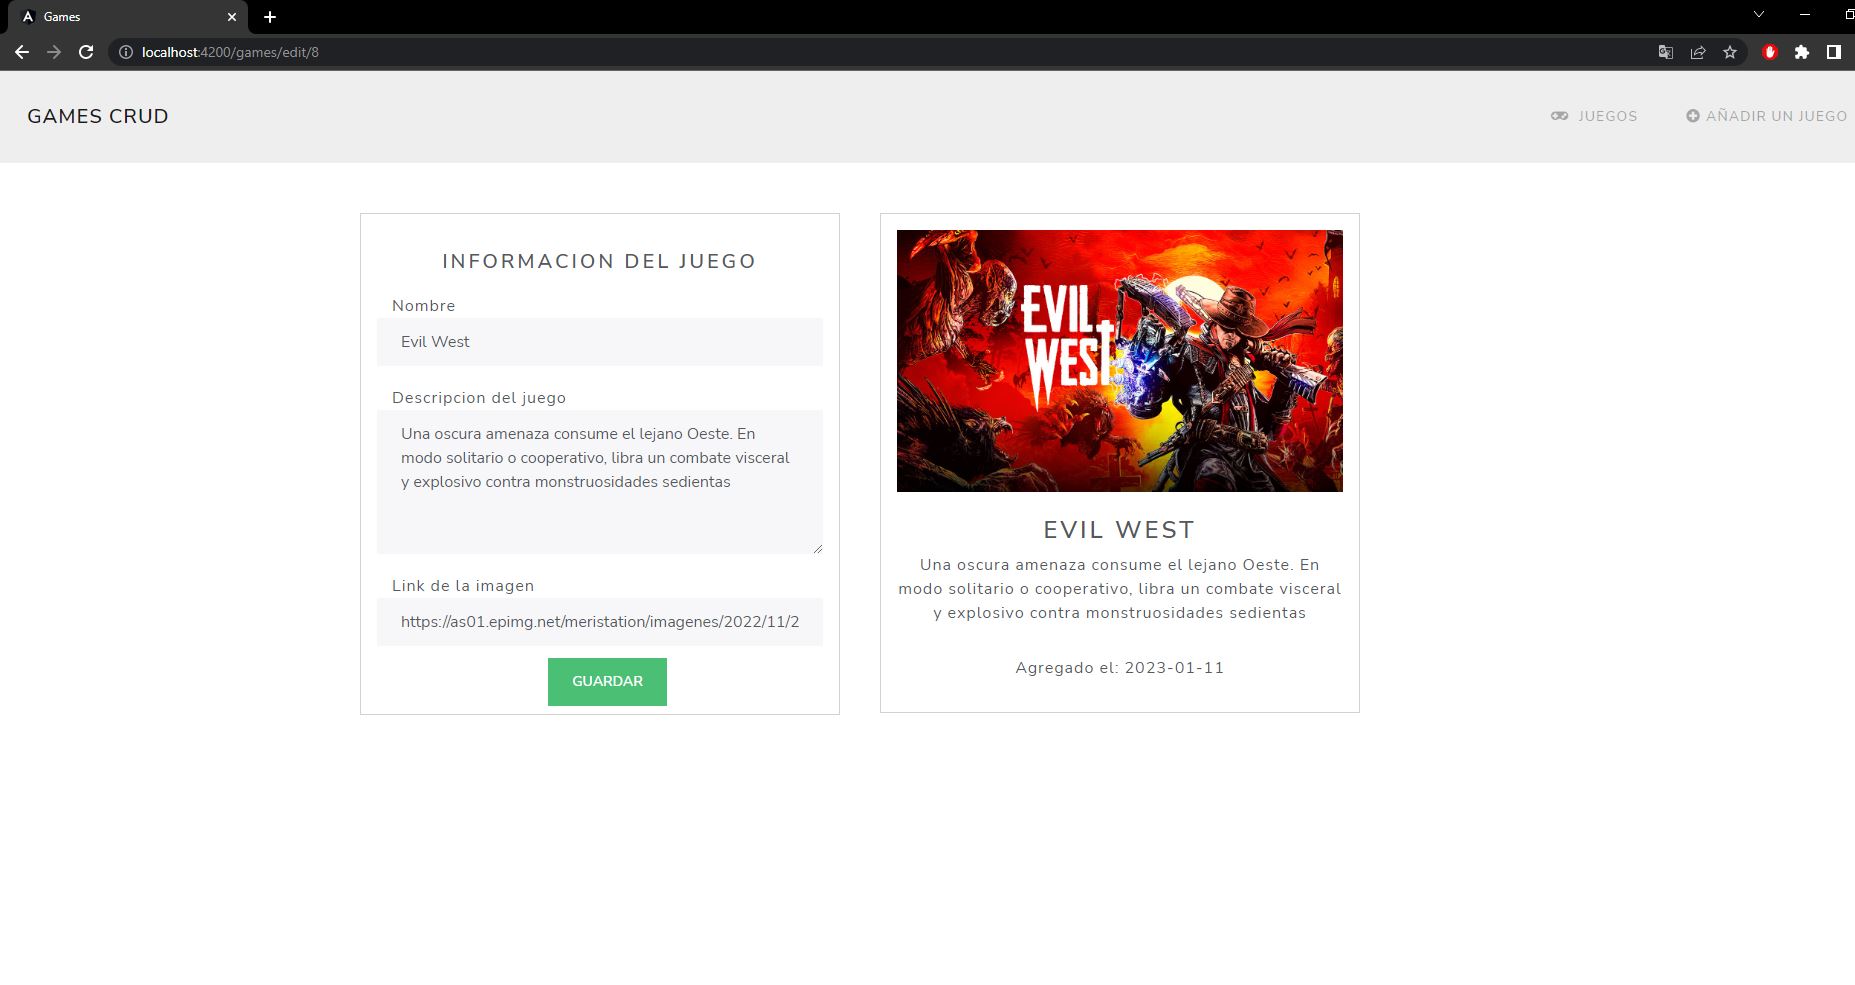 Games
localhost:4200/games/edit/8
GAMES CRUD
JUEGOS
AÑADIR UN JUEGO
INFORMACION DEL JUEGO
Nombre
Evil West
Descripcion del juego
Una oscura amenaza consume el lejano Oeste. En
modo solitario o cooperativo, libra un combate visceral
y explosivo contra monstruosidades sedientas
Link de la imagen
https://as01.epimg.net/meristation/imagenes/2022/11/2
GUARDAR
EVIL
WEST
EVIL WEST
Una oscura amenaza consume el lejano Oeste. En
modo solitario o cooperativo, libra un combate visceral
y explosivo contra monstruosidades sedientas
Agregado el: 2023-01-11